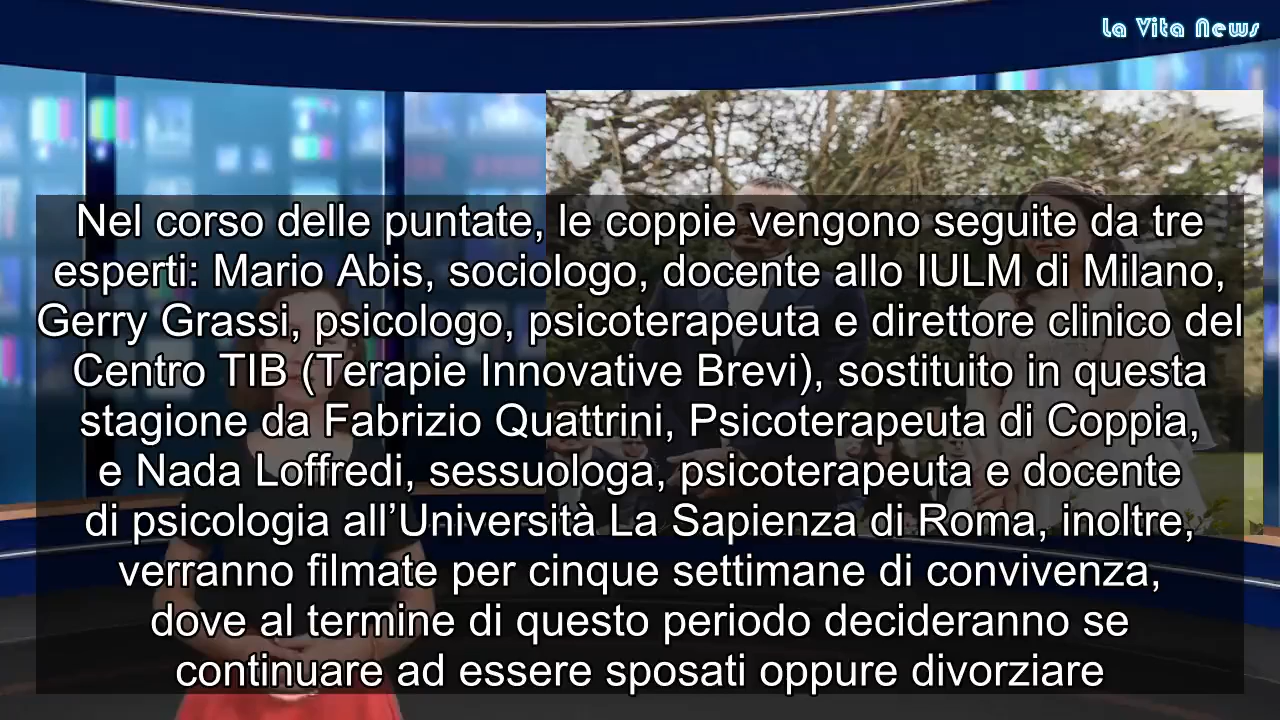 La Vita News
Nel corso delle puntate, le coppie vengono seguite da tre
esperti: Mario Abis, sociologo, docente allo IULM di Milano,
Gerry Grassi, psicologo, psicoterapeuta e direttore clinico del
Centro TIB (Terapie Innovative Brevi), sostituito in questa
stagione da Fabrizio Quattrini, Psicoterapeuta di Coppia,
e Nada Loffredi, sessuologa, psicoterapeuta e docente
di psicologia all’Università La Sapienza di Roma, inoltre,
verranno filmate per cinque settimane di convivenza,
dove al termine di questo periodo decideranno se
continuare ad essere sposati oppure divorziare